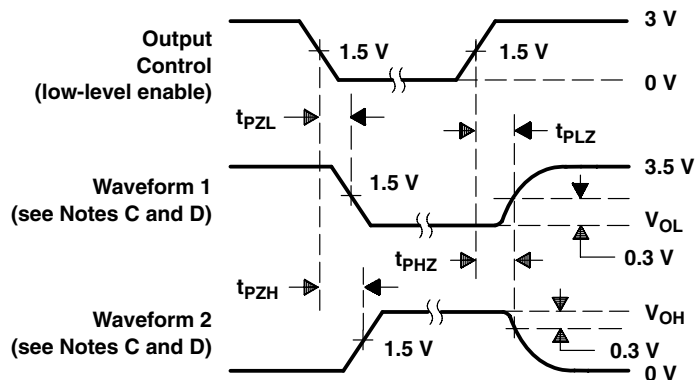 3 V
Output
Control
(low-level enable)
1.5 V
1.5 V
0 V
tPZL
tPLZ
3.5 V
Waveform 1
(see Notes C and D)
1.5 V
VOL
0.3 V
tPHZ
tPZH
VOH
Waveform 2
(see Notes C and D)
1.5 V
0.3 V
0 V